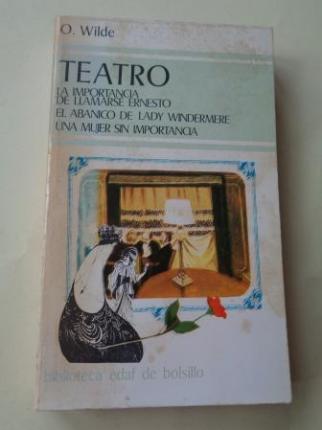 O. Wilde
TEATRO
LA IMPORTANCIA
DE LLAMARSE ERNESTO
EL ABANICO DE LADY WINDERMERE
UNA MUJER SIN IMPORTANCIA
biblioteca edaf de bolsillo